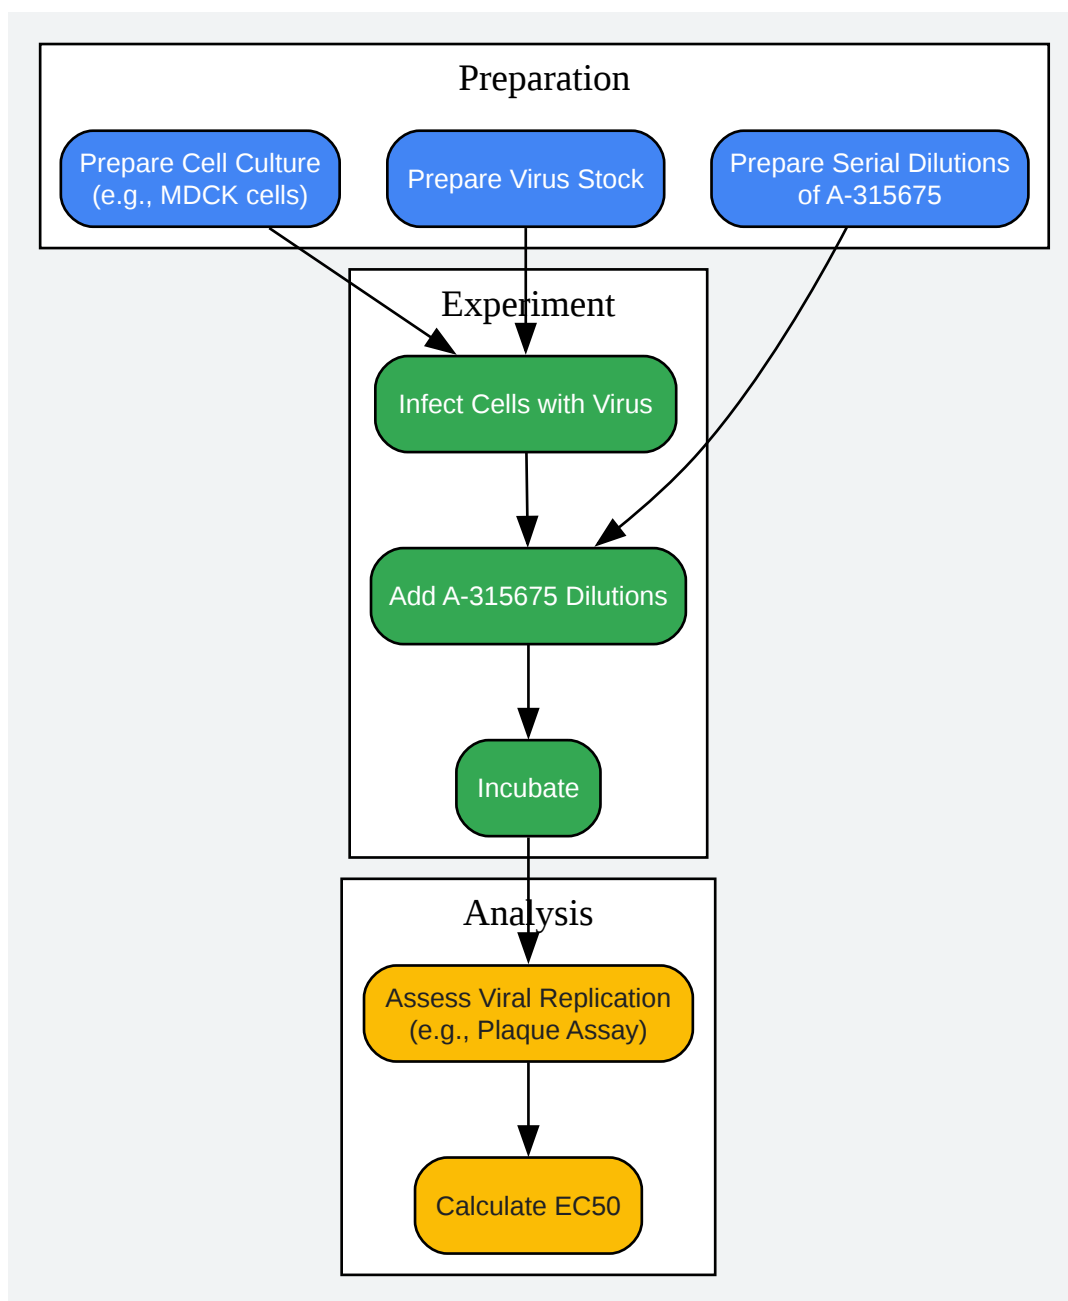 Preparation
Prepare Cell Culture
(e.g., MDCK cells)
Prepare Virus Stock
Prepare Serial Dilutions
of A-315675
Experiment
Infect Cells with Virus
Add A-315675 Dilutions
Incubate
Analysis
Assess Viral Replication
(e.g., Plaque Assay)
Calculate EC50